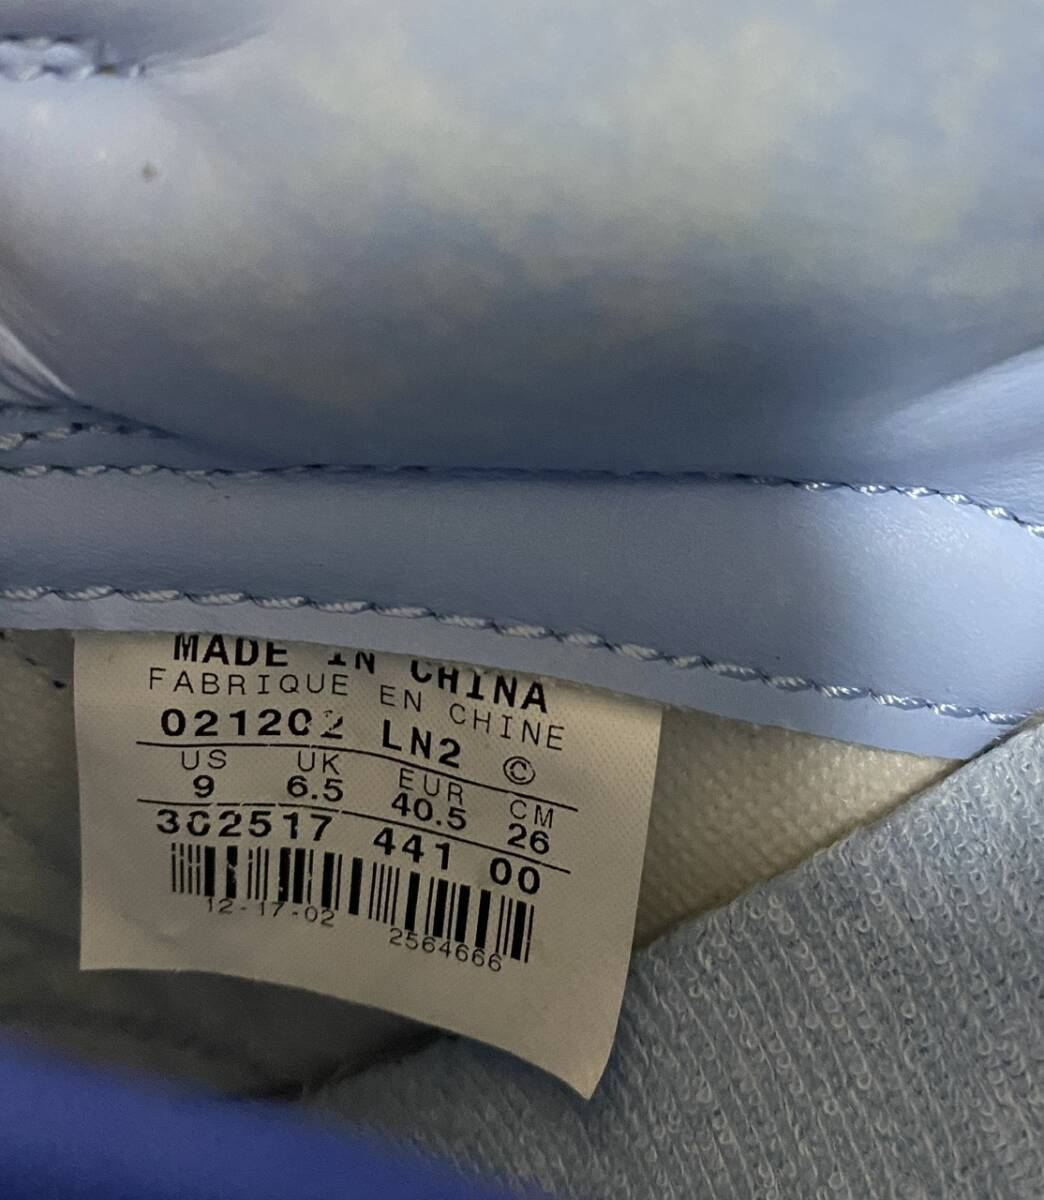 MADE IN CHINA
FABRIQUE EN CHINE
021202 LN2 ©
US UK EUR CM
9 6.5 40.5 26
302517 441 00
12-17-02
2564666